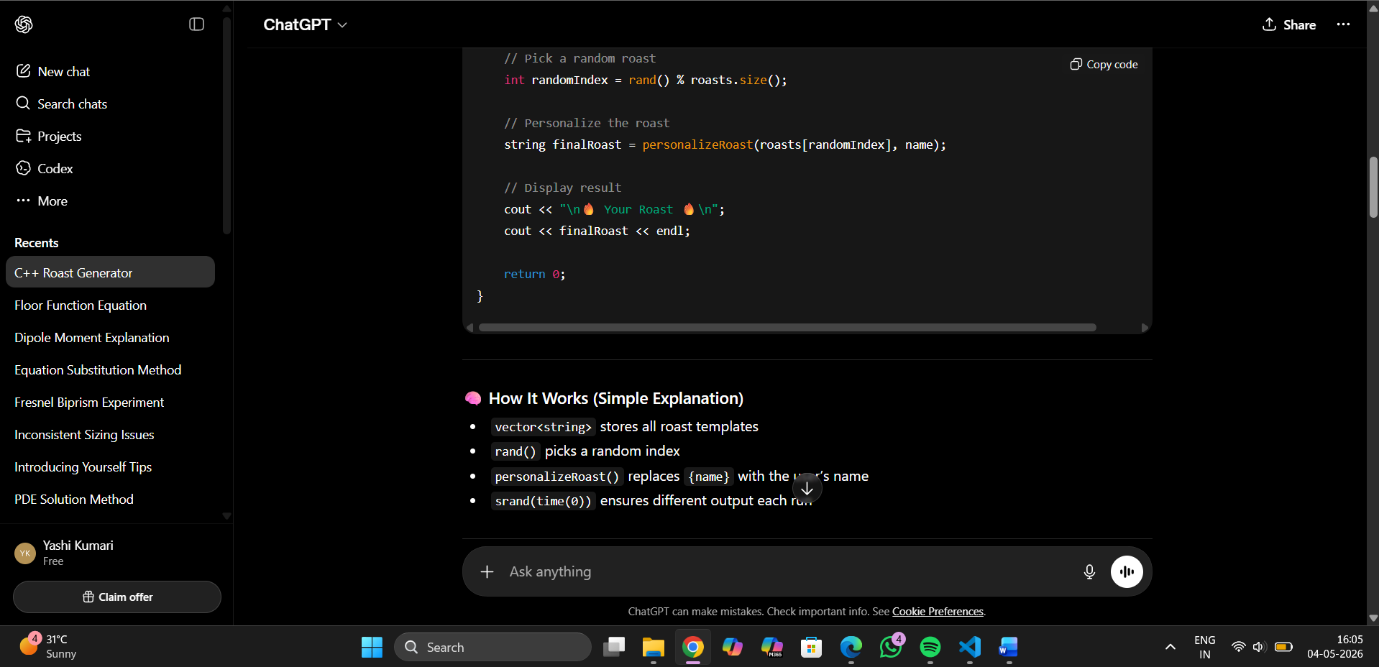 ChatGPT
Share
New chat
Search chats
Projects
Codex
More
Recents
C++ Roast Generator
Floor Function Equation
Dipole Moment Explanation
Equation Substitution Method
Fresnel Biprism Experiment
Inconsistent Sizing Issues
Introducing Yourself Tips
PDE Solution Method
YK
Yashi Kumari
Free
Claim offer
Copy code
// Pick a random roast
int randomIndex = rand() % roasts.size();
// Personalize the roast
string finalRoast = personalizeRoast(roasts[randomIndex], name);
// Display result
cout << "\n🔥 Your Roast 🔥\n";
cout << finalRoast << endl;
return 0;
}
🧠 How It Works (Simple Explanation)
• vector<string> stores all roast templates
• rand() picks a random index
• personalizeRoast() replaces {name} with the user's name
• srand(time(0)) ensures different output each run
Ask anything
ChatGPT can make mistakes. Check important info. See Cookie Preferences.
4
31°C
Sunny
Search
M365
4
W
ENG
IN
16:05
04-05-2026